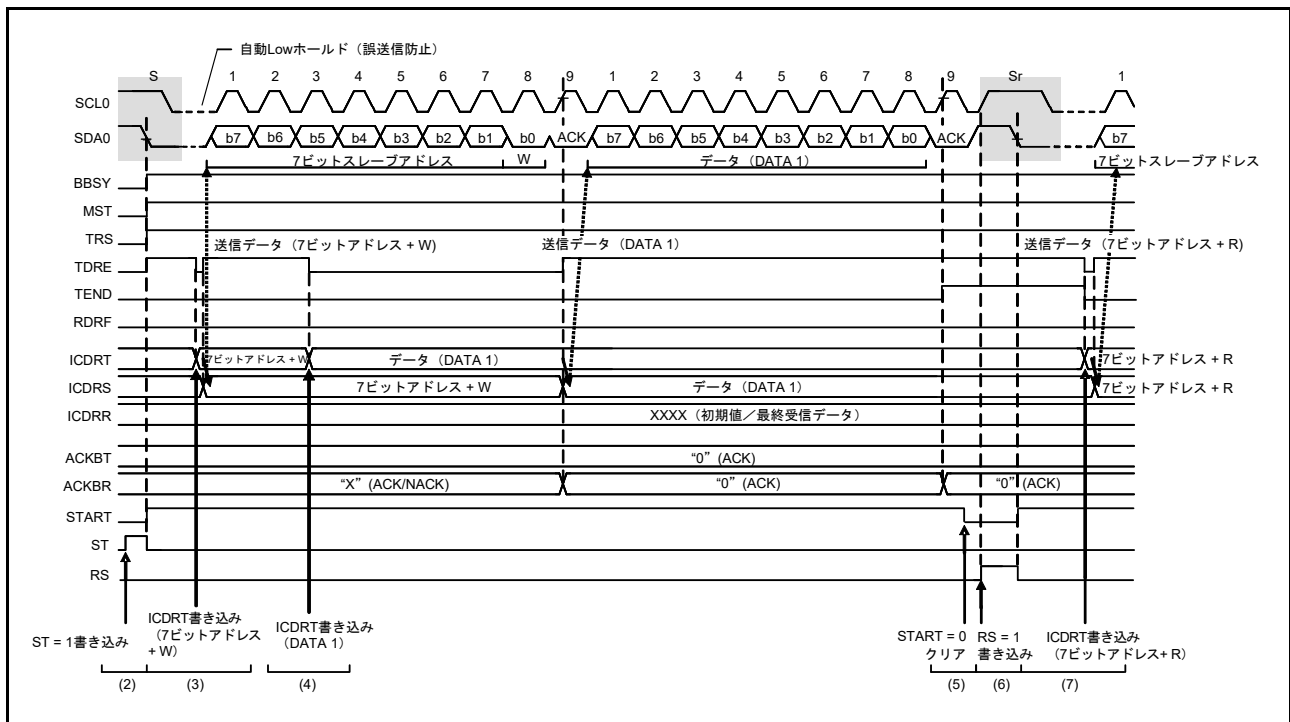 自動Lowホールド（誤送信防止）
S 1 2 3 4 5 6 7 8 9 1 2 3 4 5 6 7 8 9 Sr 1
SCL0
SDA0 b7 b6 b5 b4 b3 b2 b1 b0 ACK b7 b6 b5 b4 b3 b2 b1 b0 ACK b7
7ビットスレーブアドレス W データ（DATA 1） 7ビットスレーブアドレス
BBSY
MST
TRS
送信データ（7ビットアドレス + W) 送信データ（DATA 1） 送信データ（7ビットアドレス + R)
TDRE
TEND
RDRF
ICDRT 7ビットアドレス + W データ（DATA 1） 7ビットアドレス + R
ICDRS 7ビットアドレス + W データ（DATA 1） 7ビットアドレス + R
ICDRR XXXX（初期値／最終受信データ）
ACKBT “0”(ACK)
ACKBR “X”(ACK/NACK) “0”(ACK) “0”(ACK)
START
ST
RS
ST = 1書き込み
ICDRT書き込み
（7ビットアドレス
+ W）
ICDRT書き込み
（DATA 1）
START = 0
クリア
RS = 1
書き込み
ICDRT書き込み
（7ビットアドレス+ R）
(2) (3) (4) (5) (6) (7)